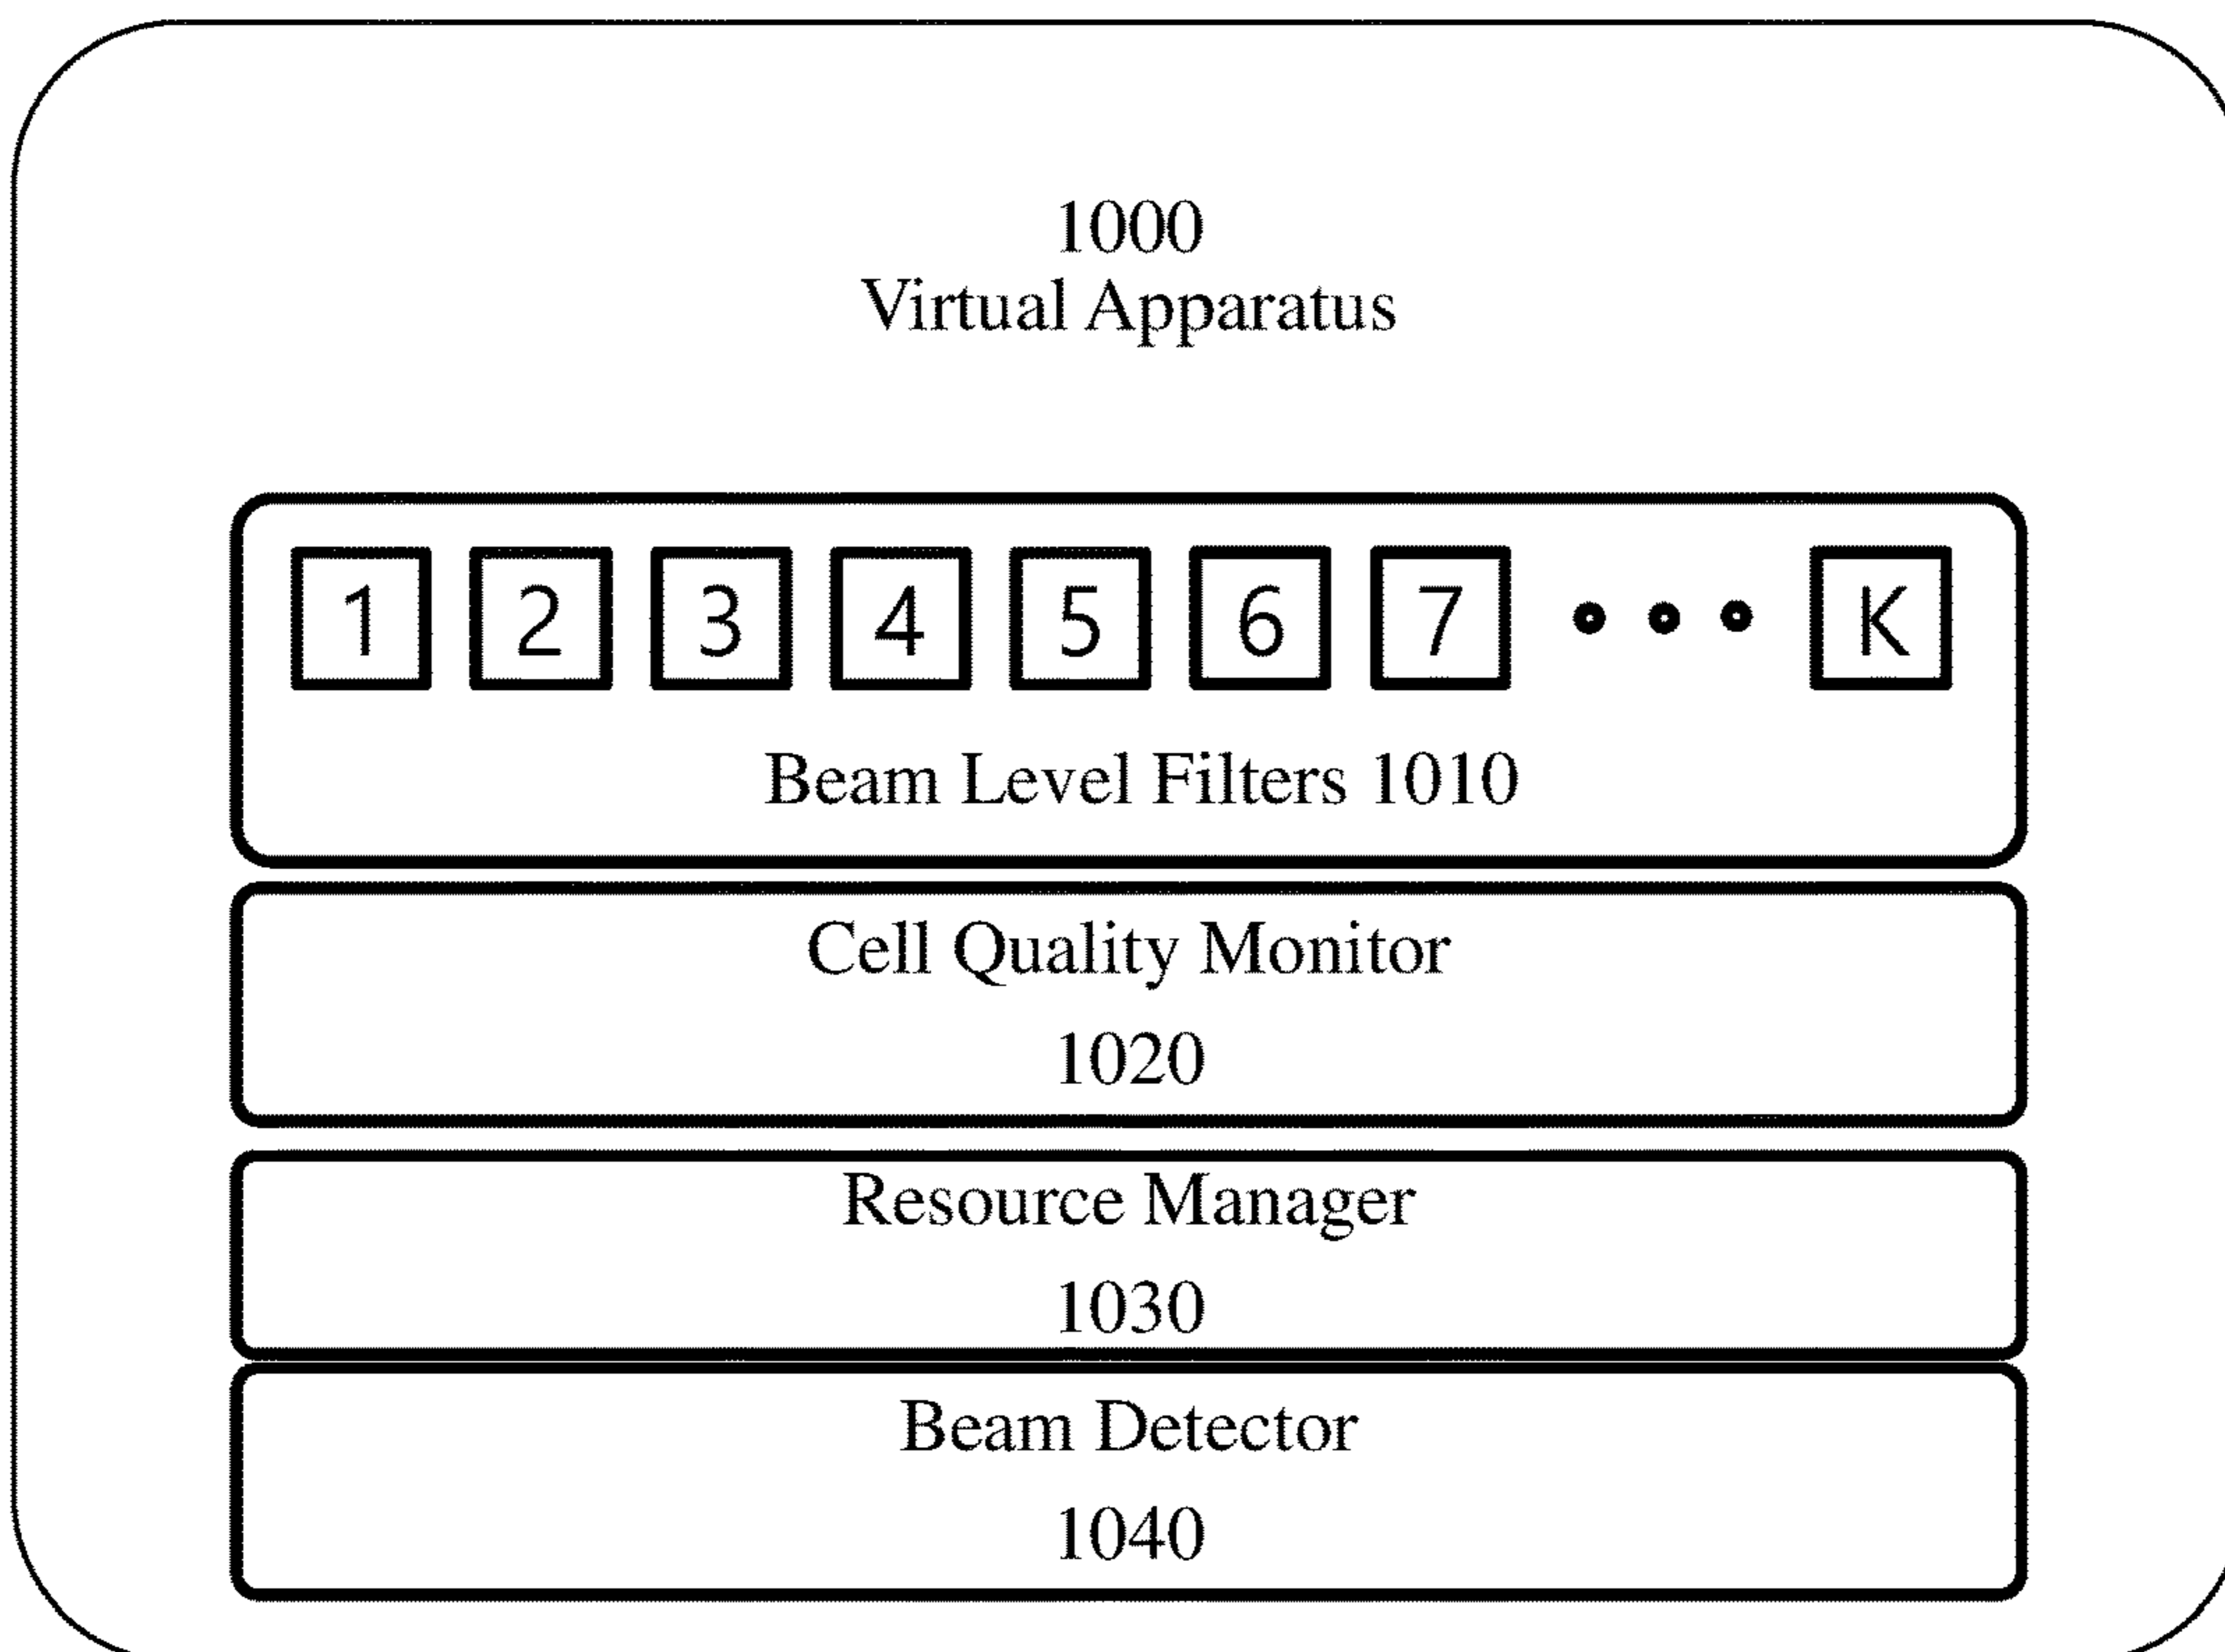 1000
Virtual Apparatus
1 2 3 4 5 6 7 • • • K
Beam Level Filters 1010
Cell Quality Monitor
1020
Resource Manager
1030
Beam Detector
1040